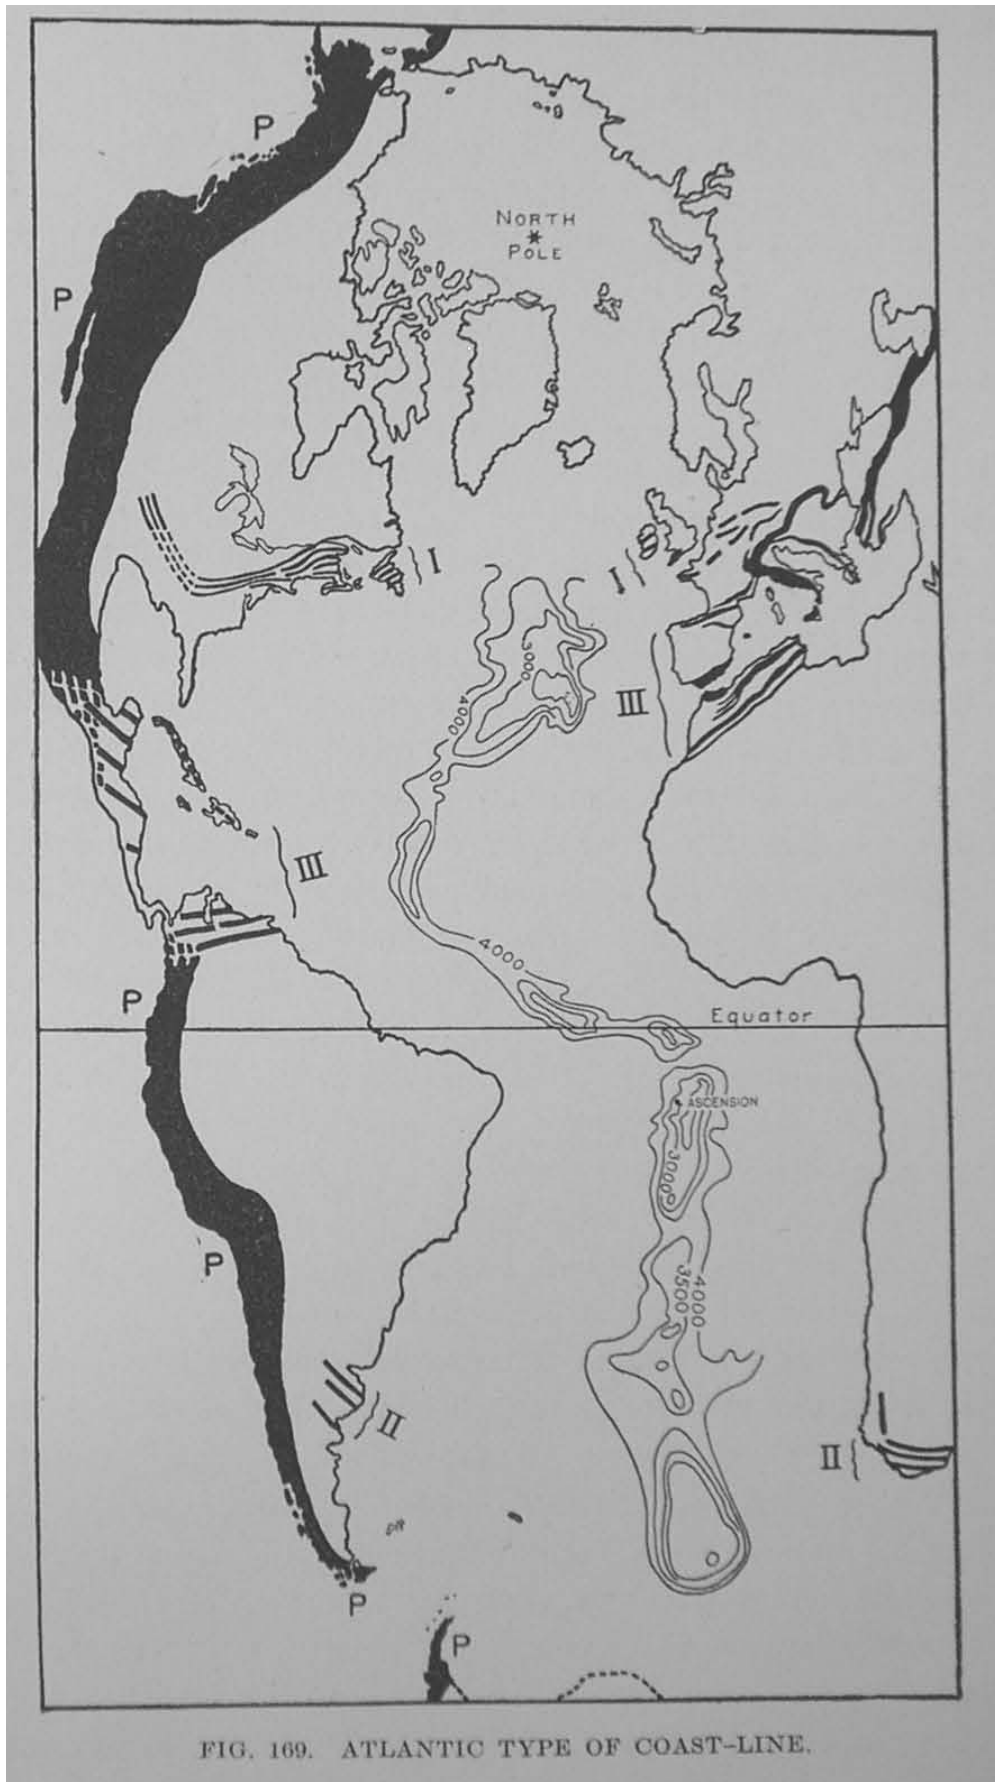 P
NORTH
POLE
P
I
I
3000
4000
III
III
4000
P
Equator
ASCENSION
3000
P
3500
4000
II
II
P
P
FIG. 169. ATLANTIC TYPE OF COAST-LINE.